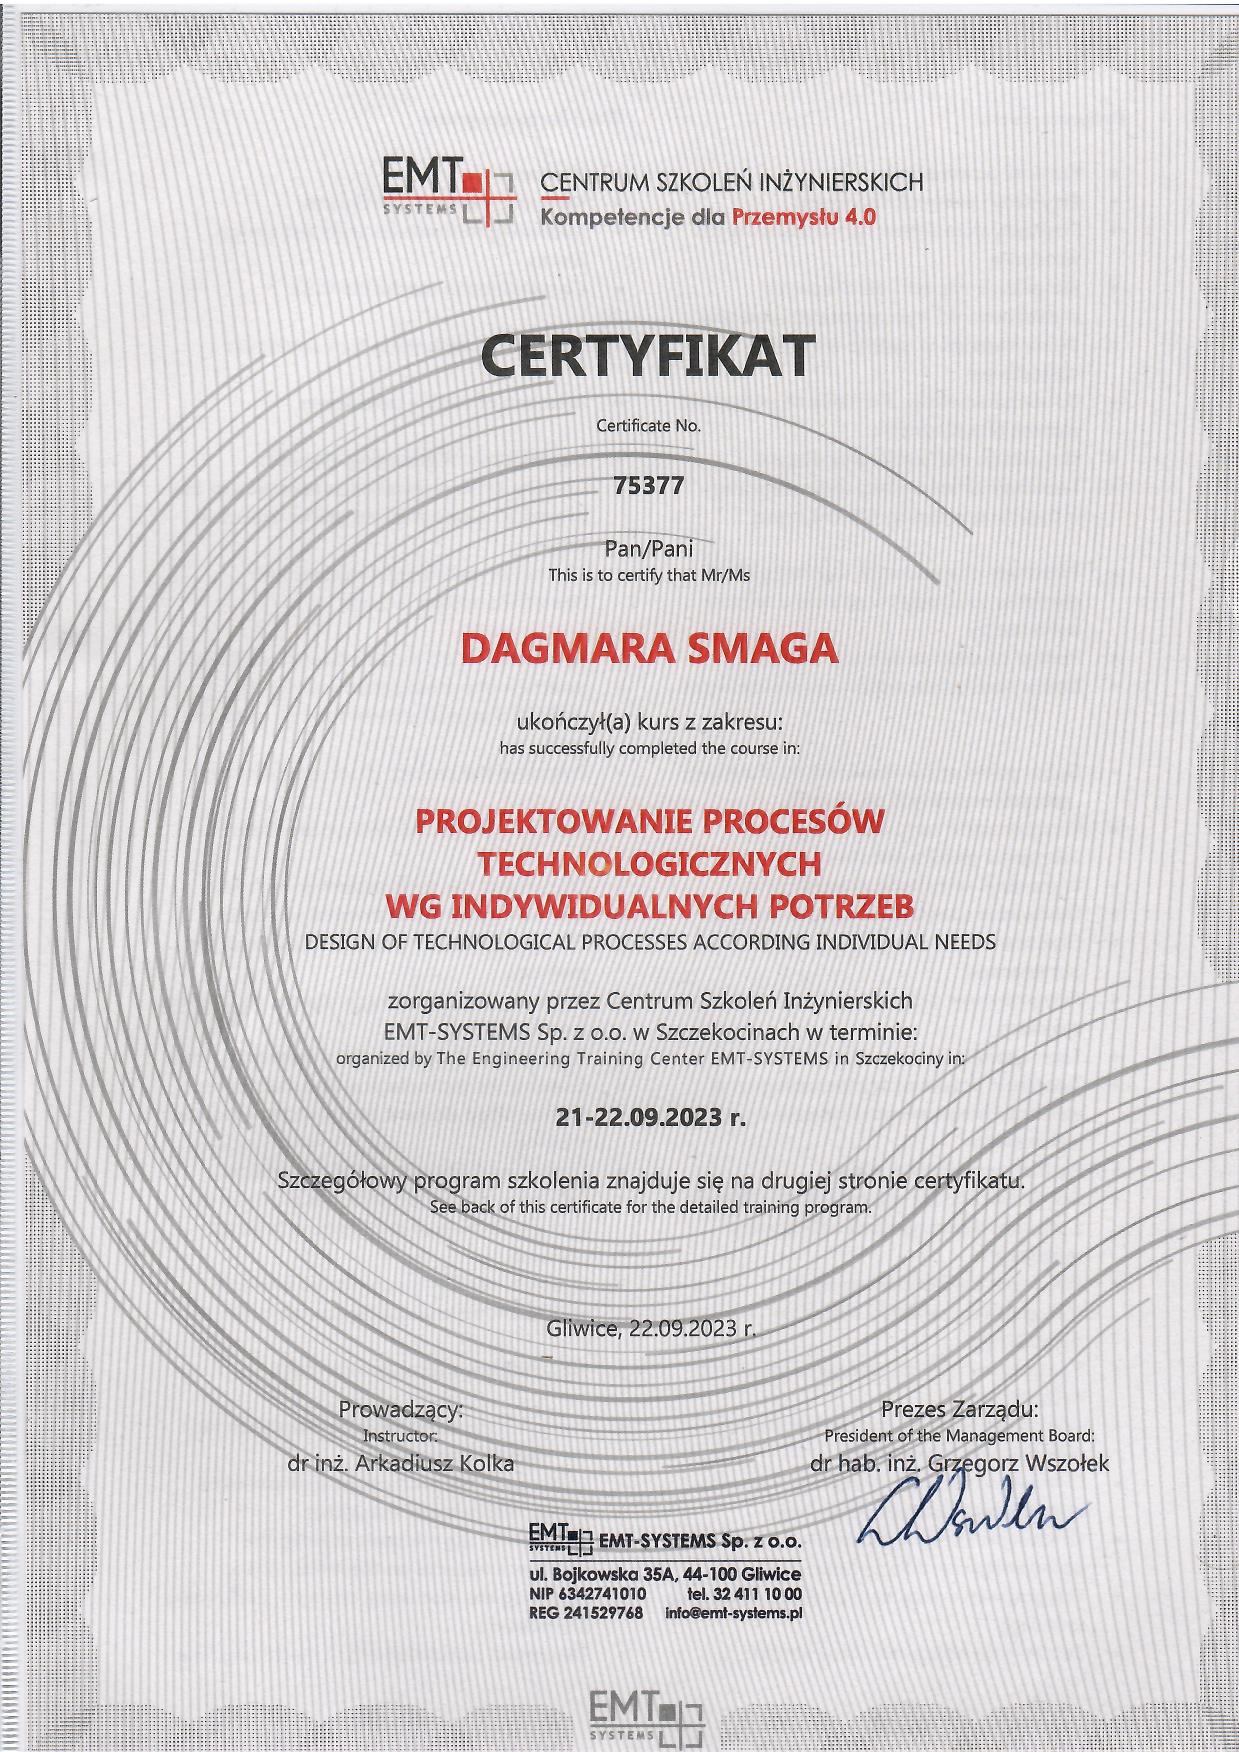 EMT
SYSTEMS
CENTRUM SZKOLEŃ INŻYNIERSKICH
Kompetencje dla Przemysłu 4.0
CERTYFIKAT
Certificate No.
75377
Pan/Pani
This is to certify that Mr/Ms
DAGMARA SMAGA
ukończył(a) kurs z zakresu:
has successfully completed the course in:
PROJEKTOWANIE PROCESÓW
TECHNOLOGICZNYCH
WG INDYWIDUALNYCH POTRZEB
DESIGN OF TECHNOLOGICAL PROCESSES ACCORDING INDIVIDUAL NEEDS
zorganizowany przez Centrum Szkoleń Inżynierskich
EMT-SYSTEMS Sp. z o.o. w Szczekocinach w terminie:
organized by The Engineering Training Center EMT-SYSTEMS in Szczekociny in:
21-22.09.2023 r.
Szczegółowy program szkolenia znajduje się na drugiej stronie certyfikatu.
See back of this certificate for the detailed training program.
Gliwice, 22.09.2023 r.
Prowadzący:
Instructor:
dr inż. Arkadiusz Kolka
Prezes Zarządu:
President of the Management Board:
dr hab. inż. Grzegorz Wszołek
EMT SYSTEMS EMT-SYSTEMS Sp. z o.o.
ul. Bojkowska 35A, 44-100 Gliwice
NIP 6342741010 tel. 32 411 10 00
REG 241529768 info@emt-systems.pl
EMT
SYSTEMS